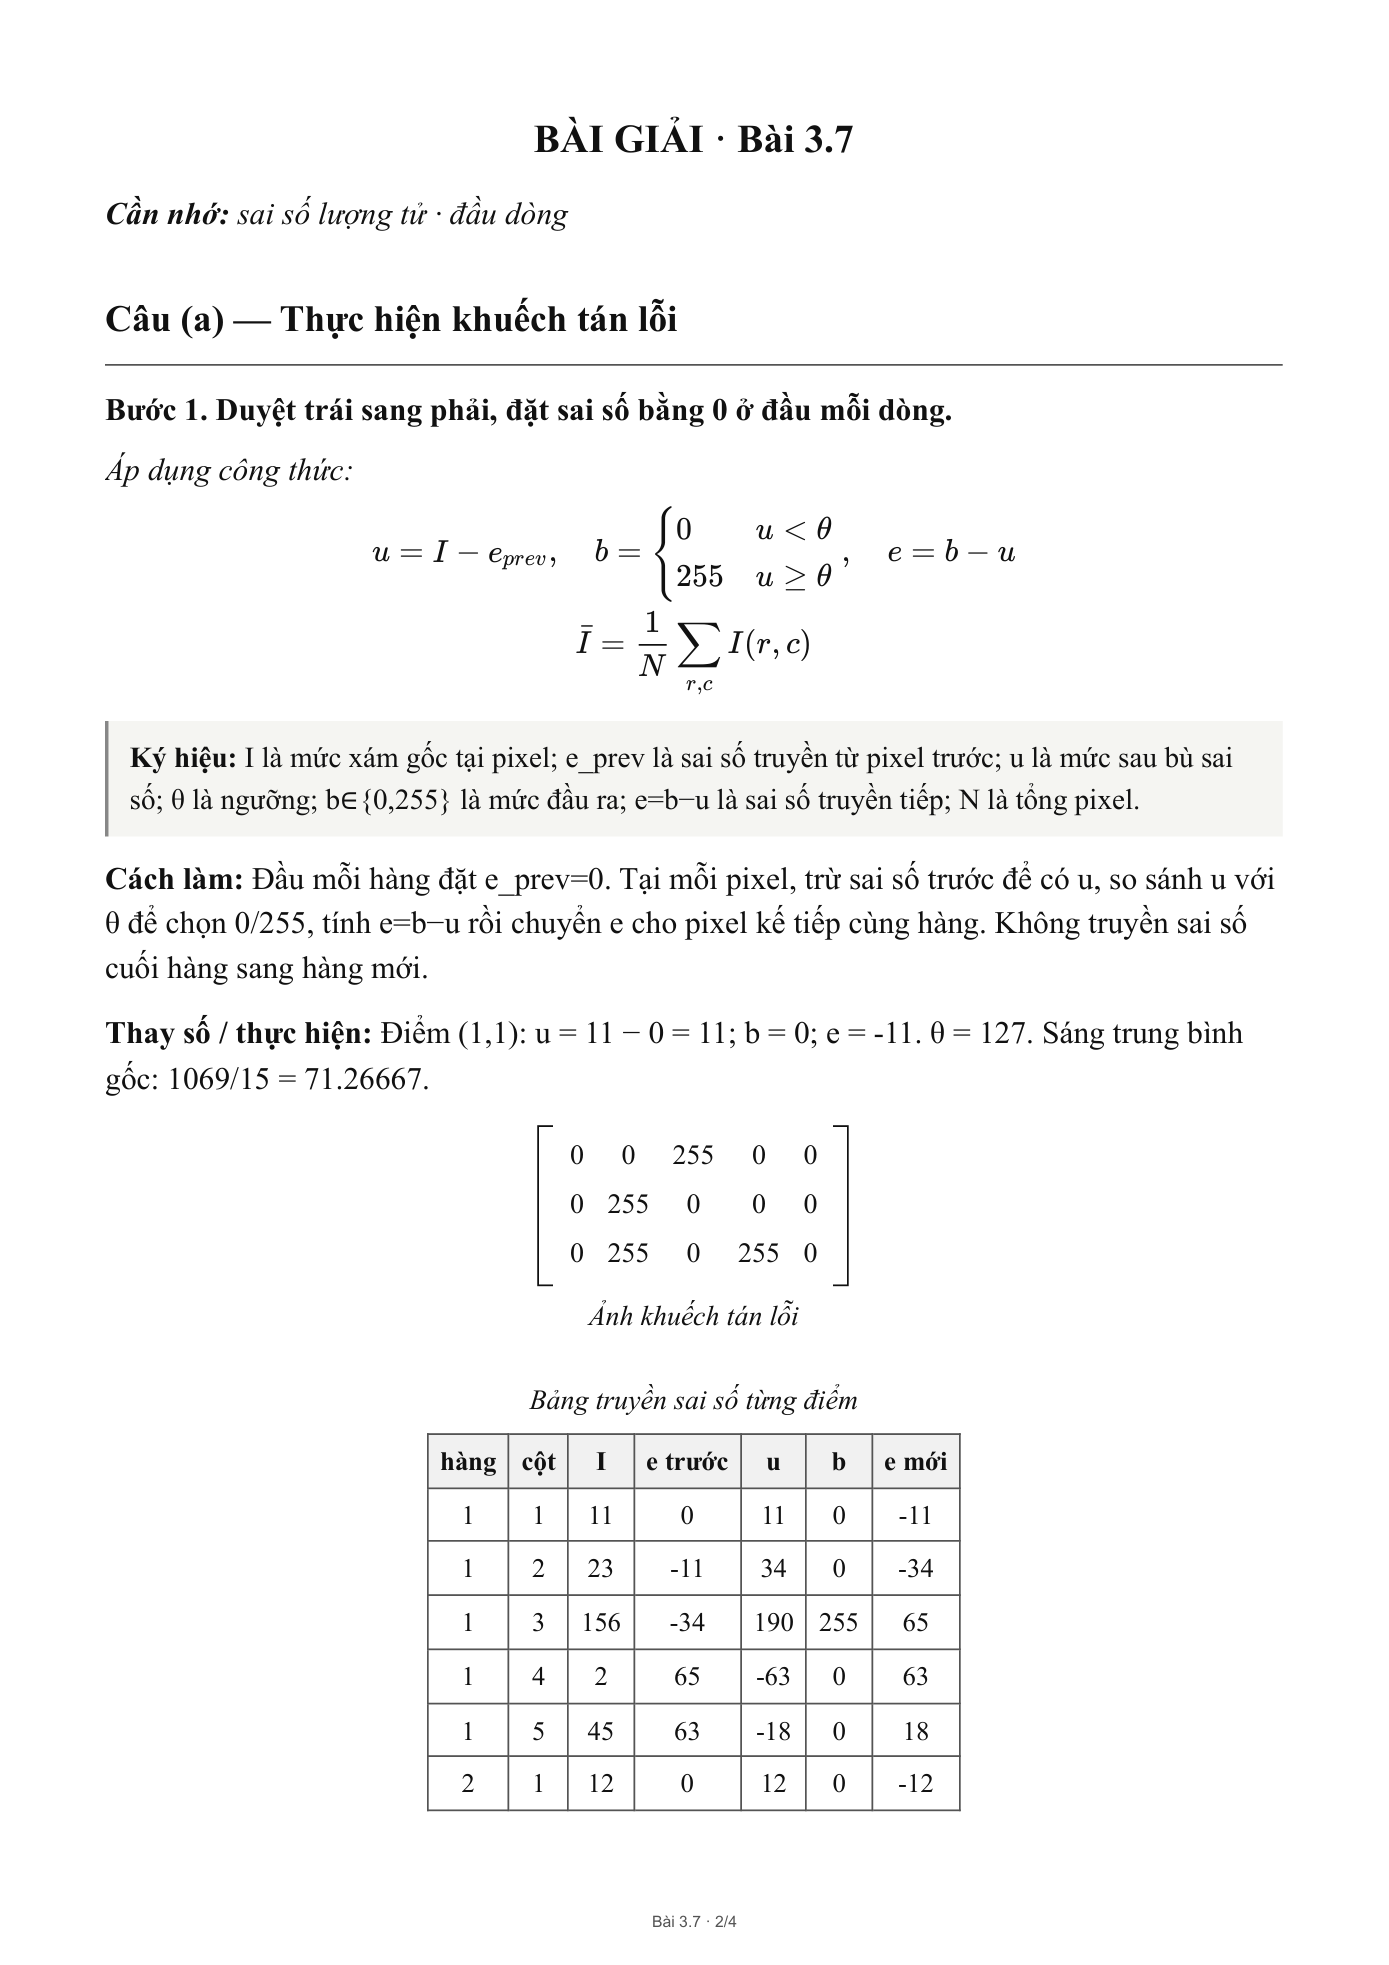 BÀI GIẢI · Bài 3.7
Cần nhớ: sai số lượng tử · đầu dòng
Câu (a) — Thực hiện khuếch tán lỗi
Bước 1. Duyệt trái sang phải, đặt sai số bằng 0 ở đầu mỗi dòng.
Áp dụng công thức:
u = I − e_{prev},   b = { 0   u < θ
255   u ≥ θ ,   e = b − u
Ī = 1/N ∑_{r,c} I(r, c)
Ký hiệu: I là mức xám gốc tại pixel; e_prev là sai số truyền từ pixel trước; u là mức sau bù sai
số; θ là ngưỡng; b∈{0,255} là mức đầu ra; e=b−u là sai số truyền tiếp; N là tổng pixel.
Cách làm: Đầu mỗi hàng đặt e_prev=0. Tại mỗi pixel, trừ sai số trước để có u, so sánh u với
θ để chọn 0/255, tính e=b−u rồi chuyển e cho pixel kế tiếp cùng hàng. Không truyền sai số
cuối hàng sang hàng mới.
Thay số / thực hiện: Điểm (1,1): u = 11 − 0 = 11; b = 0; e = -11. θ = 127. Sáng trung bình
gốc: 1069/15 = 71.26667.
0 0 255 0 0
0 255 0 0 0
0 255 0 255 0
Ảnh khuếch tán lỗi
Bảng truyền sai số từng điểm
hàng cột I e trước u b e mới
1 1 11 0 11 0 -11
1 2 23 -11 34 0 -34
1 3 156 -34 190 255 65
1 4 2 65 -63 0 63
1 5 45 63 -18 0 18
2 1 12 0 12 0 -12
Bài 3.7 · 2/4